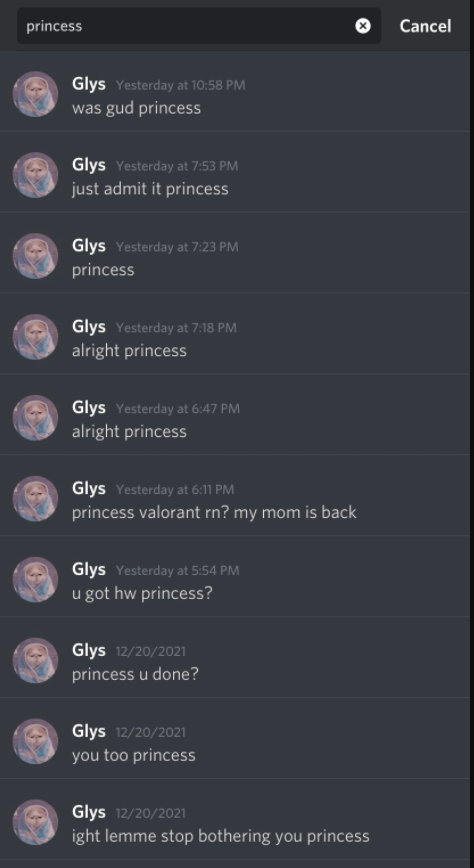 princess Cancel
Glys Yesterday at 10:58 PM
was gud princess
Glys Yesterday at 7:53 PM
just admit it princess
Glys Yesterday at 7:23 PM
princess
Glys Yesterday at 7:18 PM
alright princess
Glys Yesterday at 6:47 PM
alright princess
Glys Yesterday at 6:11 PM
princess valorant rn? my mom is back
Glys Yesterday at 5:54 PM
u got hw princess?
Glys 12/20/2021
princess u done?
Glys 12/20/2021
you too princess
Glys 12/20/2021
ight lemme stop bothering you princess